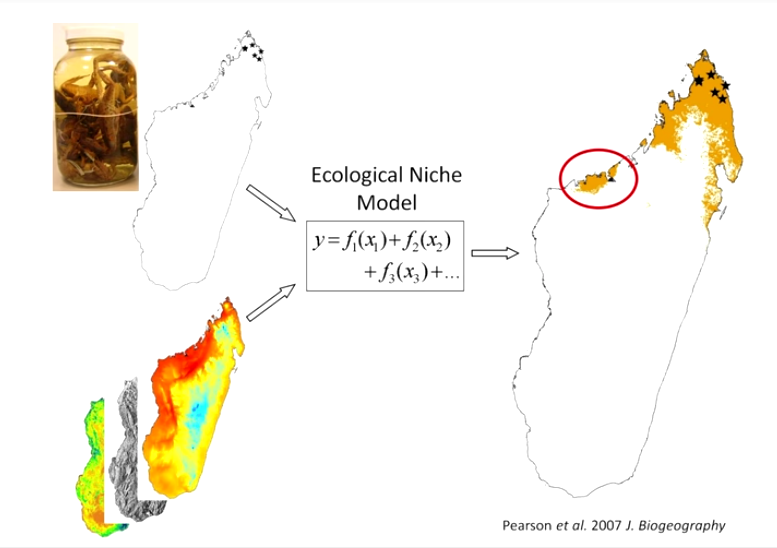 Ecological Niche
Model
y = f₁(x₁)+f₂(x₂)
+f₃(x₃)+...
Pearson et al. 2007 J. Biogeography